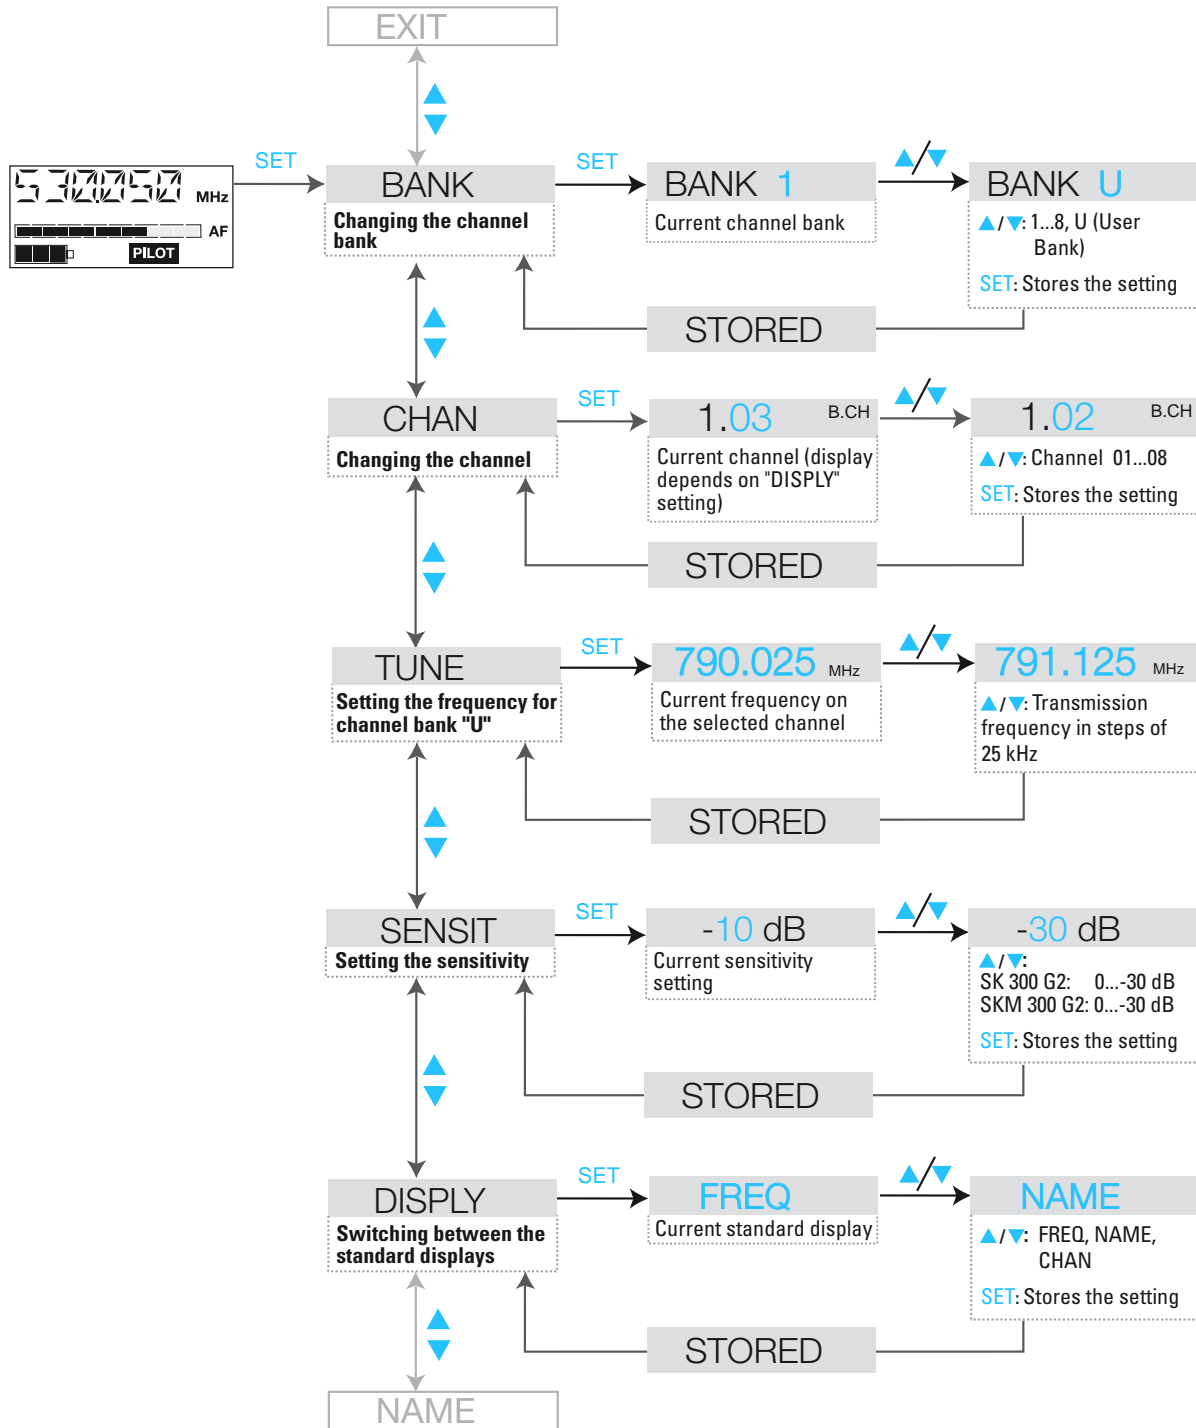 EXIT
530.050 MHz
AF
PILOT
SET
BANK
Changing the channel
bank
SET
BANK 1
Current channel bank
▲/▼
BANK U
▲/▼: 1...8, U (User
Bank)
SET: Stores the setting
STORED
CHAN
Changing the channel
SET
1.03 B.CH
Current channel (display
depends on "DISPLY"
setting)
▲/▼
1.02 B.CH
▲/▼: Channel 01...08
SET: Stores the setting
STORED
TUNE
Setting the frequency for
channel bank "U"
SET
790.025 MHz
Current frequency on
the selected channel
▲/▼
791.125 MHz
▲/▼: Transmission
frequency in steps of
25 kHz
STORED
SENSIT
Setting the sensitivity
SET
-10 dB
Current sensitivity
setting
▲/▼
-30 dB
▲/▼:
SK 300 G2: 0...-30 dB
SKM 300 G2: 0...-30 dB
SET: Stores the setting
STORED
DISPLY
Switching between the
standard displays
SET
FREQ
Current standard display
▲/▼
NAME
▲/▼: FREQ, NAME,
CHAN
SET: Stores the setting
STORED
NAME